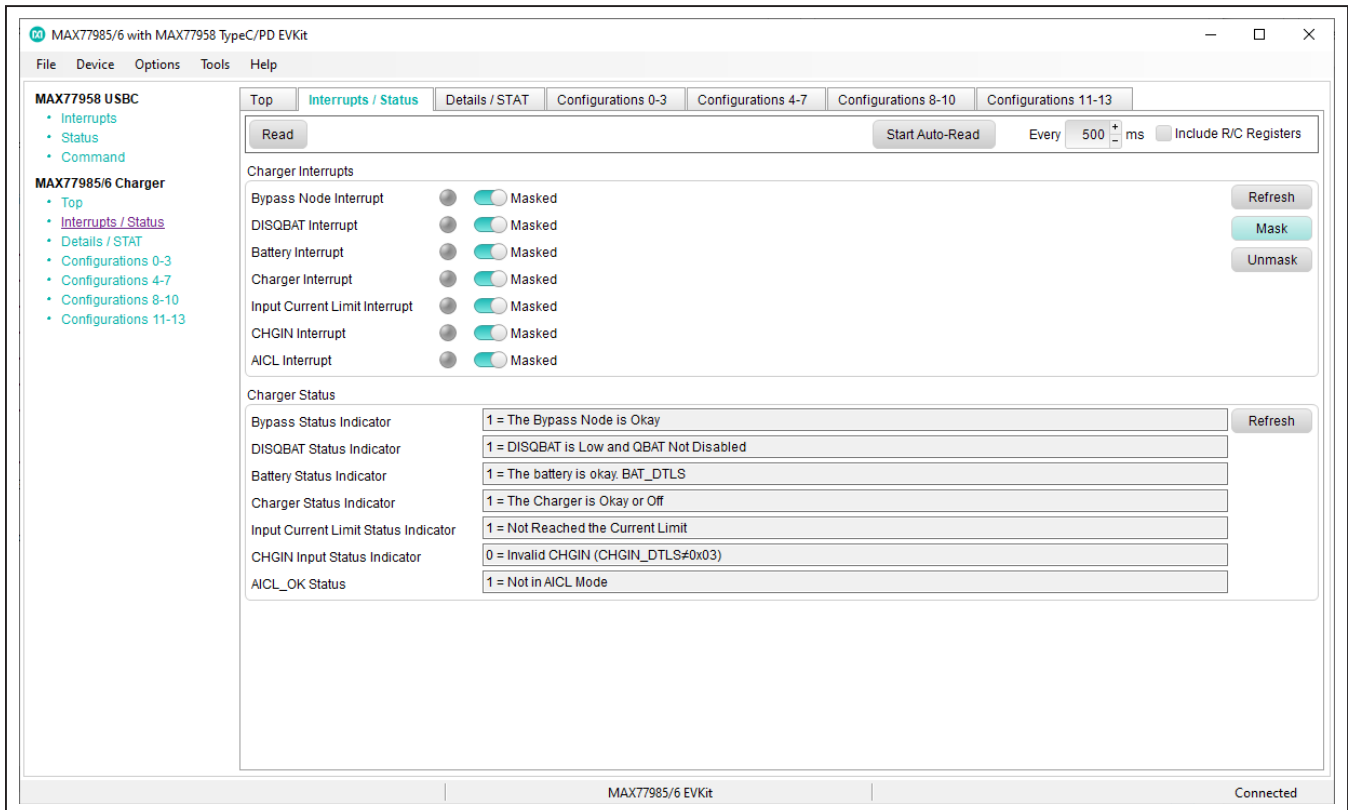 MAX77985/6 with MAX77958 TypeC/PD EVKit
File Device Options Tools Help
MAX77958 USBC
• Interrupts
• Status
• Command
MAX77985/6 Charger
• Top
• Interrupts / Status
• Details / STAT
• Configurations 0-3
• Configurations 4-7
• Configurations 8-10
• Configurations 11-13
Top Interrupts / Status Details / STAT Configurations 0-3 Configurations 4-7 Configurations 8-10 Configurations 11-13
Read Start Auto-Read Every 500 + - ms Include R/C Registers
Charger Interrupts
Bypass Node Interrupt Masked Refresh
DISQBAT Interrupt Masked Mask
Battery Interrupt Masked Unmask
Charger Interrupt Masked
Input Current Limit Interrupt Masked
CHGIN Interrupt Masked
AICL Interrupt Masked
Charger Status
Bypass Status Indicator 1 = The Bypass Node is Okay Refresh
DISQBAT Status Indicator 1 = DISQBAT is Low and QBAT Not Disabled
Battery Status Indicator 1 = The battery is okay. BAT_DTLS
Charger Status Indicator 1 = The Charger is Okay or Off
Input Current Limit Status Indicator 1 = Not Reached the Current Limit
CHGIN Input Status Indicator 0 = Invalid CHGIN (CHGIN_DTLS≠0x03)
AICL_OK Status 1 = Not in AICL Mode
MAX77985/6 EVKit Connected